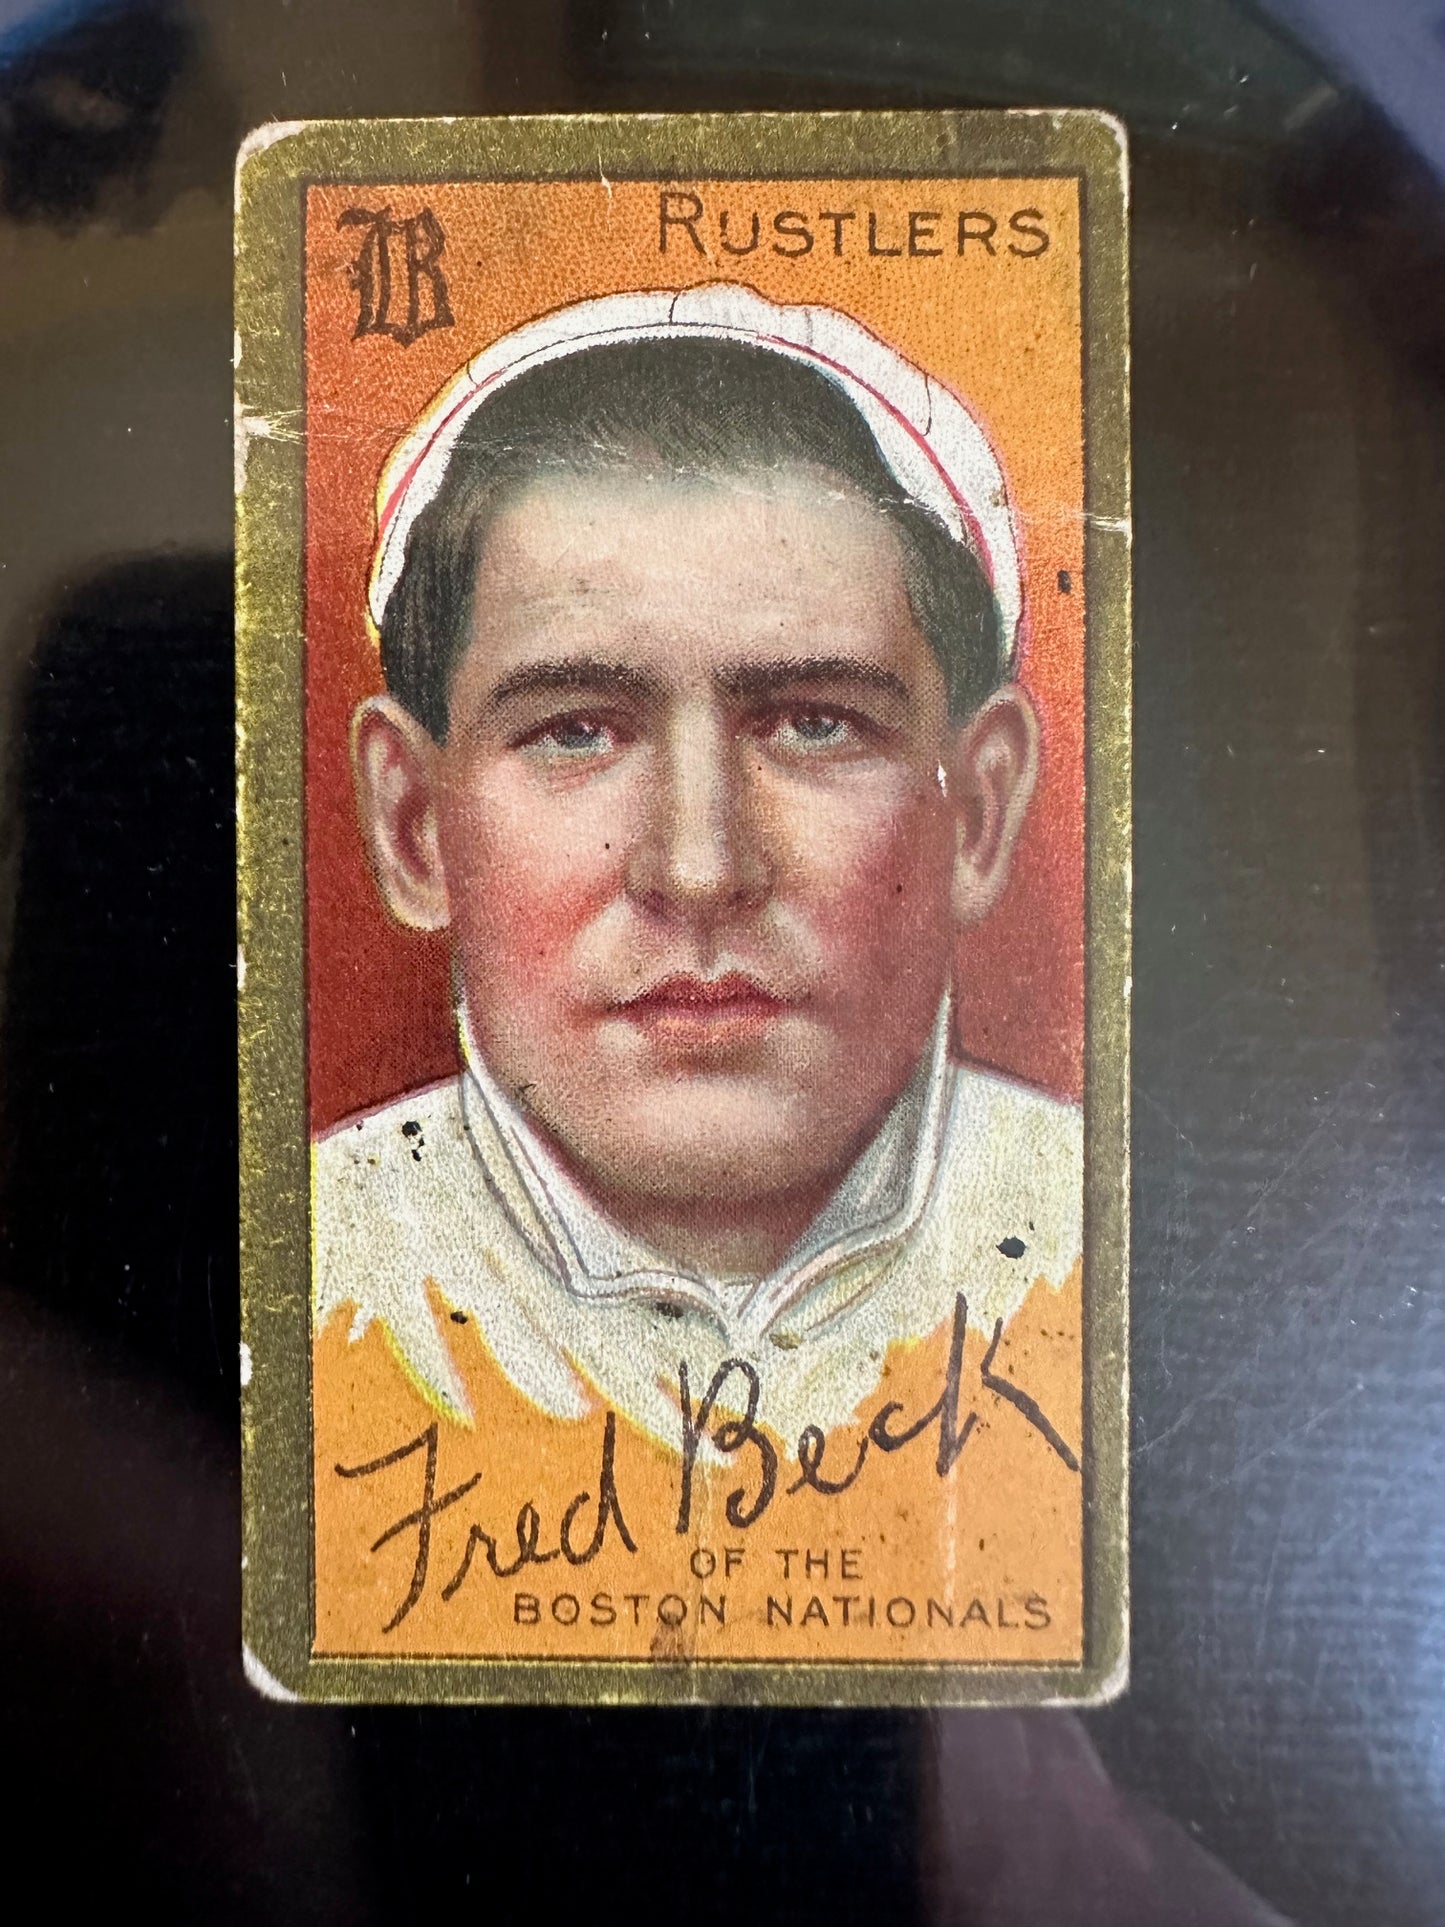 B RUSTLERS
Fred Beck
OF THE
BOSTON NATIONALS